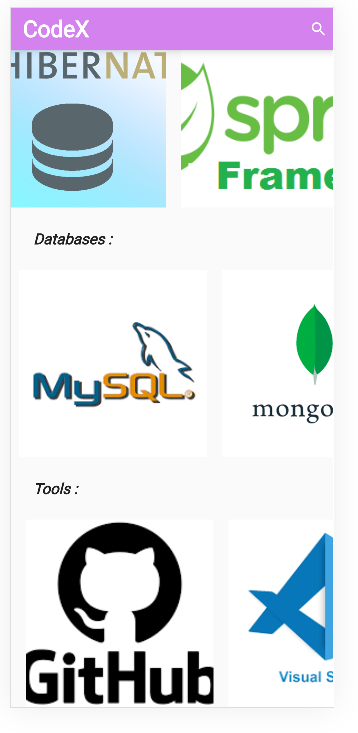 CodeX
HIBERNAT
spr
Frame
Databases :
MySQL.
mongo
Tools :
GitHub
Visual S